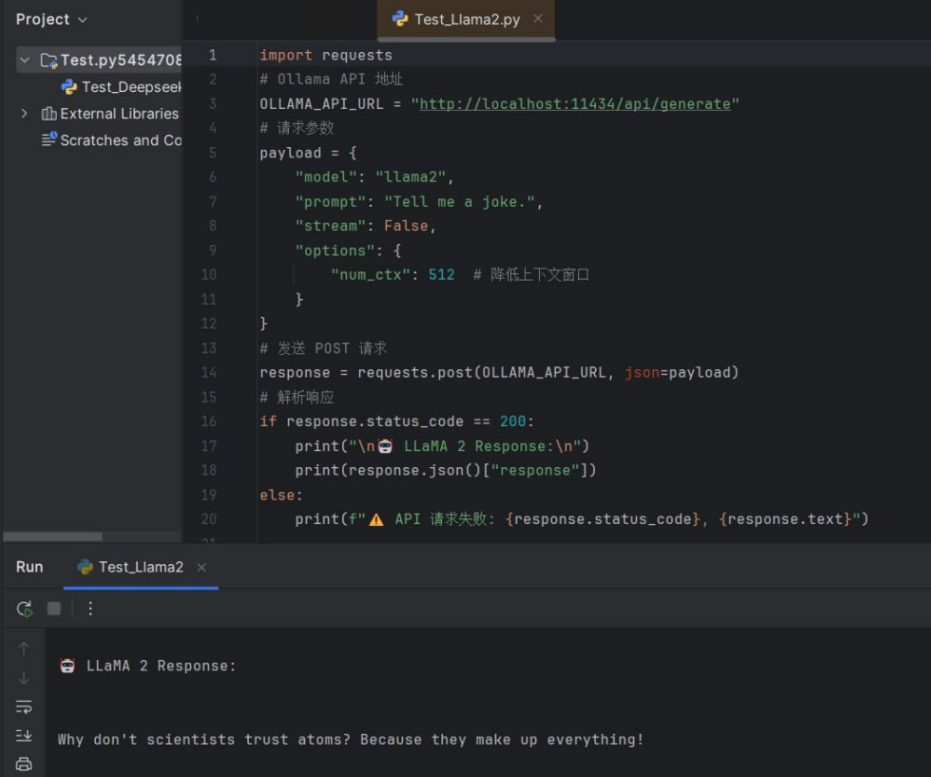 Project
Test_Llama2.py
Test.py5454708
Test_Deepseek
External Libraries
Scratches and Co
1 import requests
2 # Ollama API 地址
3 OLLAMA_API_URL = "http://localhost:11434/api/generate"
4 # 请求参数
5 payload = {
6 "model": "llama2",
7 "prompt": "Tell me a joke.",
8 "stream": False,
9 "options": {
10 "num_ctx": 512 # 降低上下文窗口
11 }
12 }
13 # 发送 POST 请求
14 response = requests.post(OLLAMA_API_URL, json=payload)
15 # 解析响应
16 if response.status_code == 200:
17 print("\n🤖 LLaMA 2 Response:\n")
18 print(response.json()["response"])
19 else:
20 print(f"⚠️ API 请求失败: {response.status_code}, {response.text}")
21
Run
Test_Llama2
🤖 LLaMA 2 Response:
Why don't scientists trust atoms? Because they make up everything!